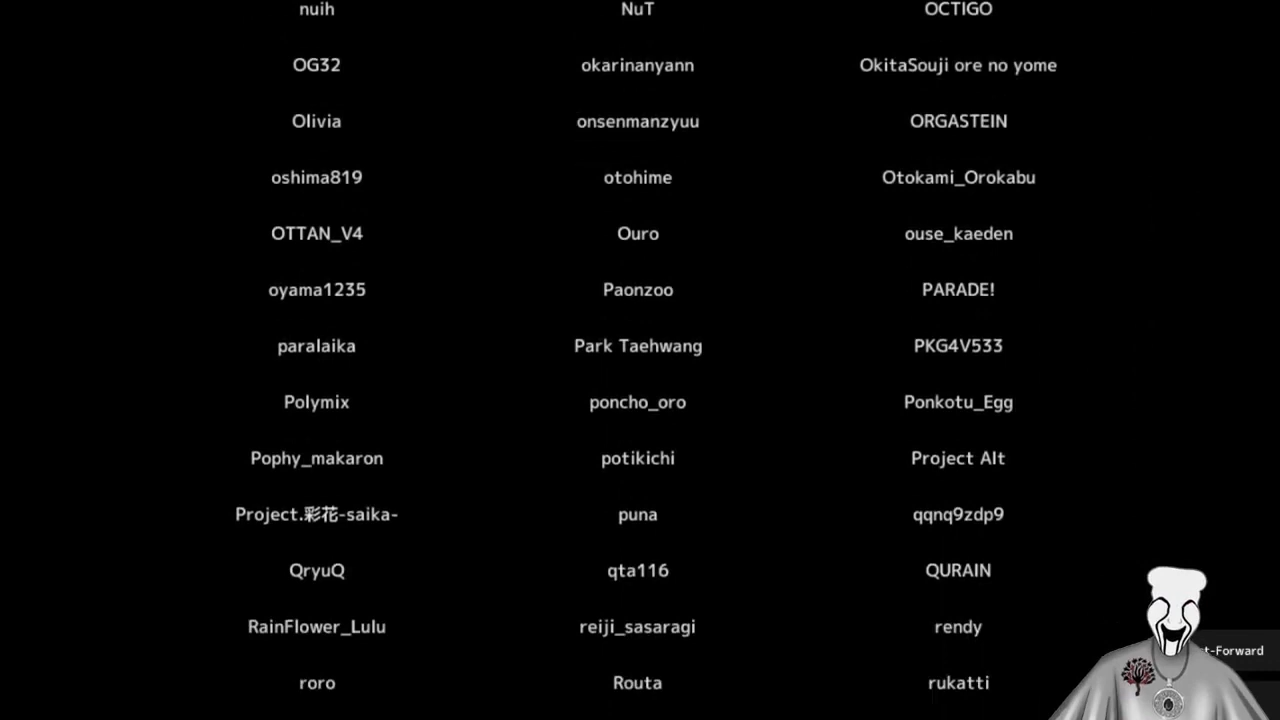 nuih NuT OCTIGO
OG32 okarinanyann OkitaSouji ore no yome
Olivia onsenmanzyuu ORGASTEIN
oshima819 otohime Otokami_Orokabu
OTTAN_V4 Ouro ouse_kaeden
oyama1235 Paonzoo PARADE!
paralaika Park Taehwang PKG4V533
Polymix poncho_oro Ponkotu_Egg
Pophy_makaron potikichi Project Alt
Project.彩花-saika- puna qqnq9zdp9
QryuQ qta116 QURAIN
RainFlower_Lulu reiji_sasaragi rendy
t-Forward
roro Routa rukatti